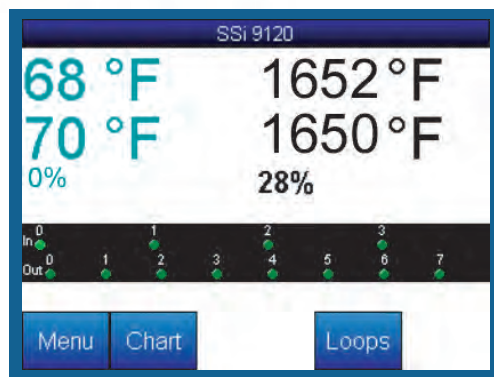 SSi 9120
68 °F 1652°F
70 °F 1650°F
0% 28%
In 0 1 2 3
Out 0 1 2 3 4 5 6 7
Menu Chart Loops